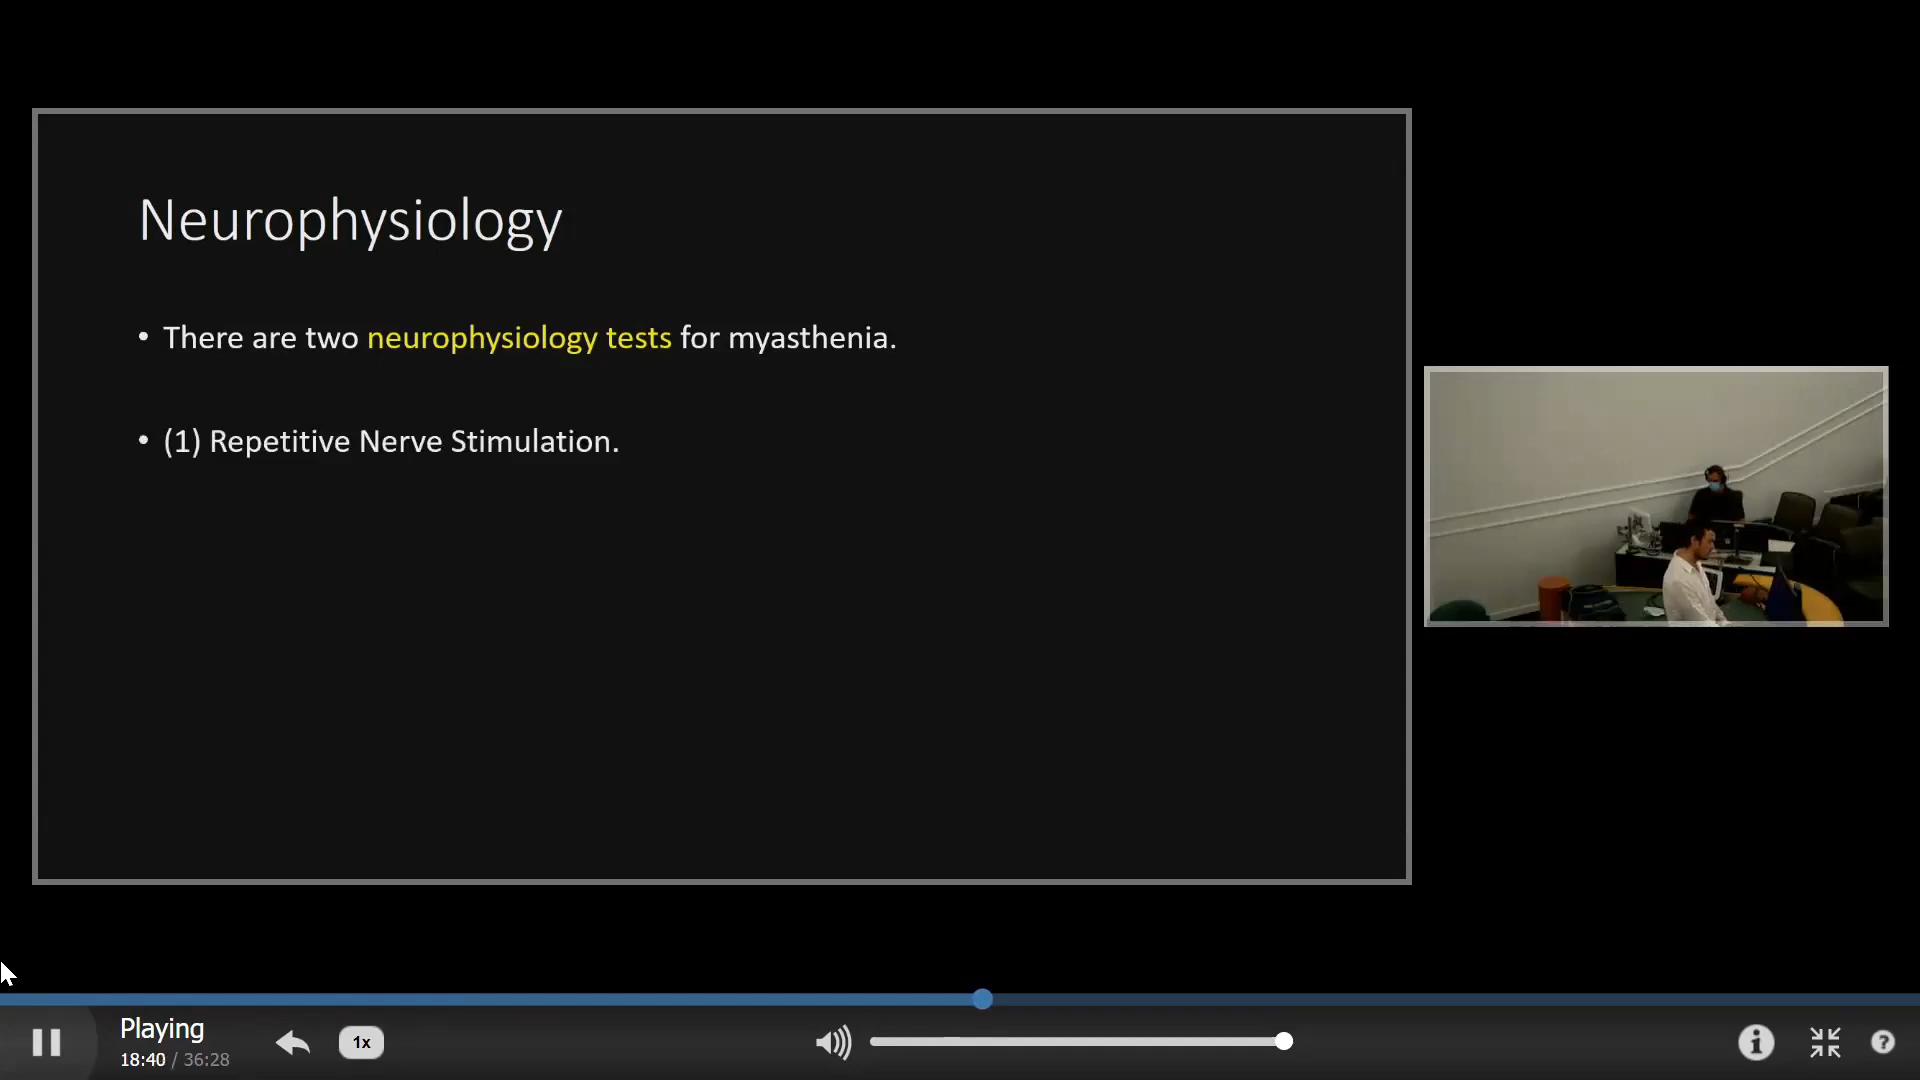 Neurophysiology
• There are two neurophysiology tests for myasthenia.
• (1) Repetitive Nerve Stimulation.
Playing
18:40 / 36:28
1x